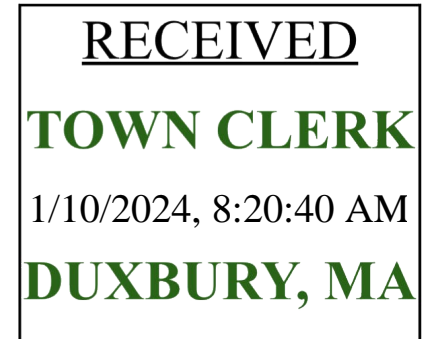 RECEIVED
TOWN CLERK
1/10/2024, 8:20:40 AM
DUXBURY, MA